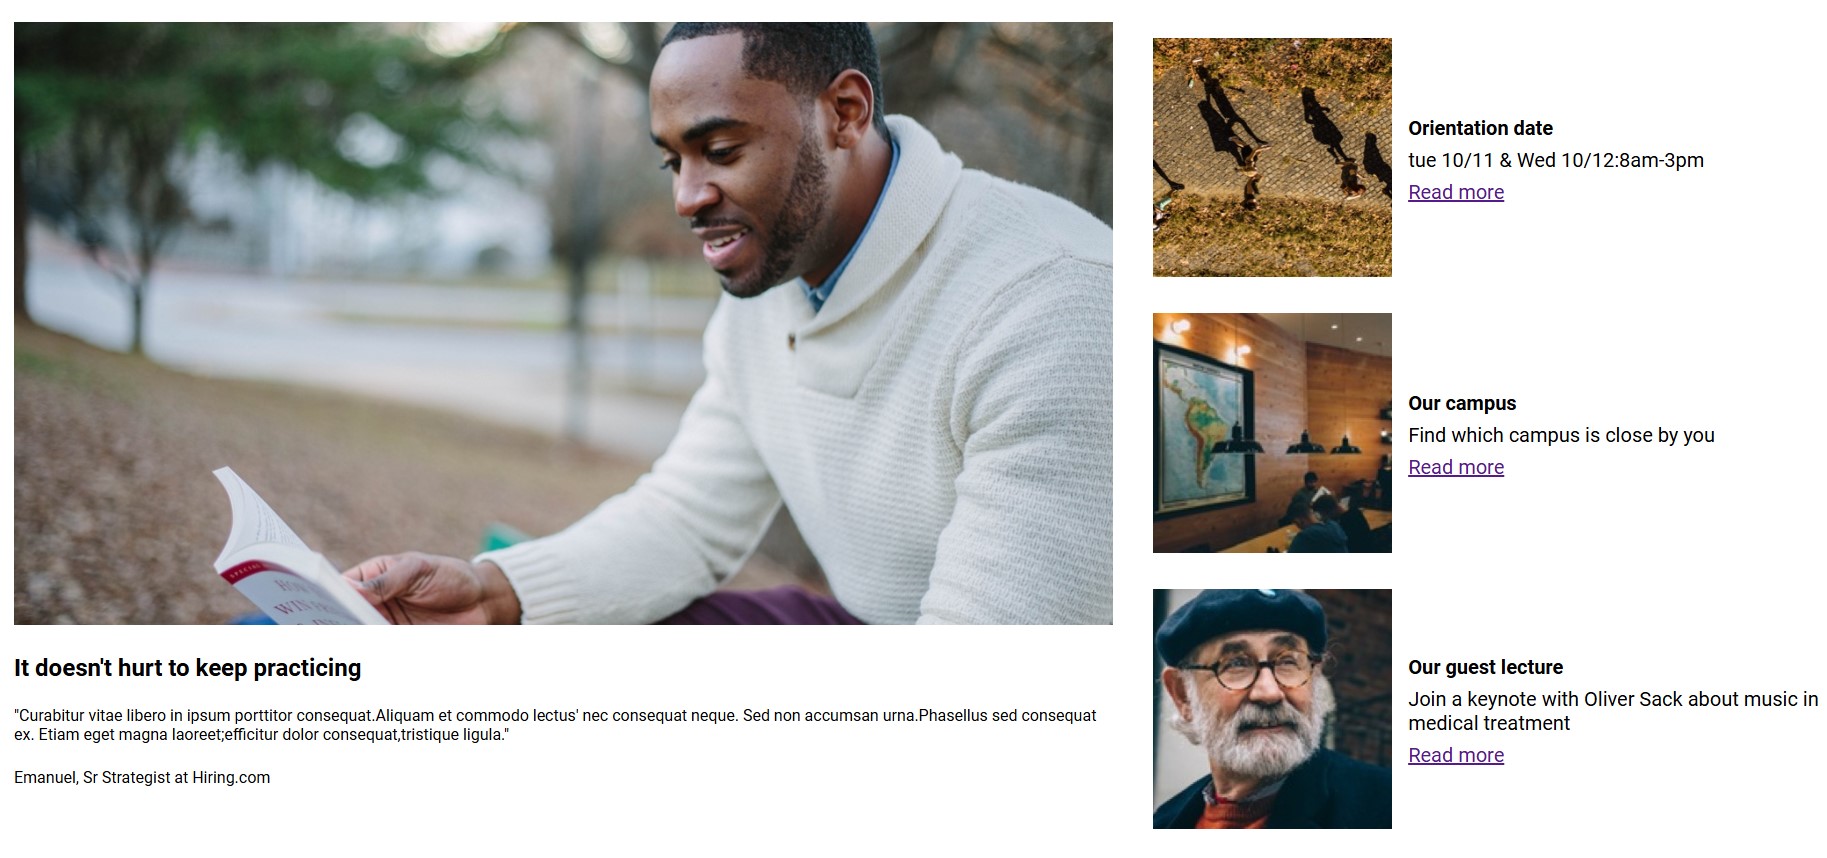 It doesn't hurt to keep practicing
"Curabitur vitae libero in ipsum porttitor consequat.Aliquam et commodo lectus' nec consequat neque. Sed non accumsan urna.Phasellus sed consequat
ex. Etiam eget magna laoreet;efficitur dolor consequat,tristique ligula."
Emanuel, Sr Strategist at Hiring.com
Orientation date
tue 10/11 & Wed 10/12:8am-3pm
Read more
Our campus
Find which campus is close by you
Read more
Our guest lecture
Join a keynote with Oliver Sack about music in
medical treatment
Read more